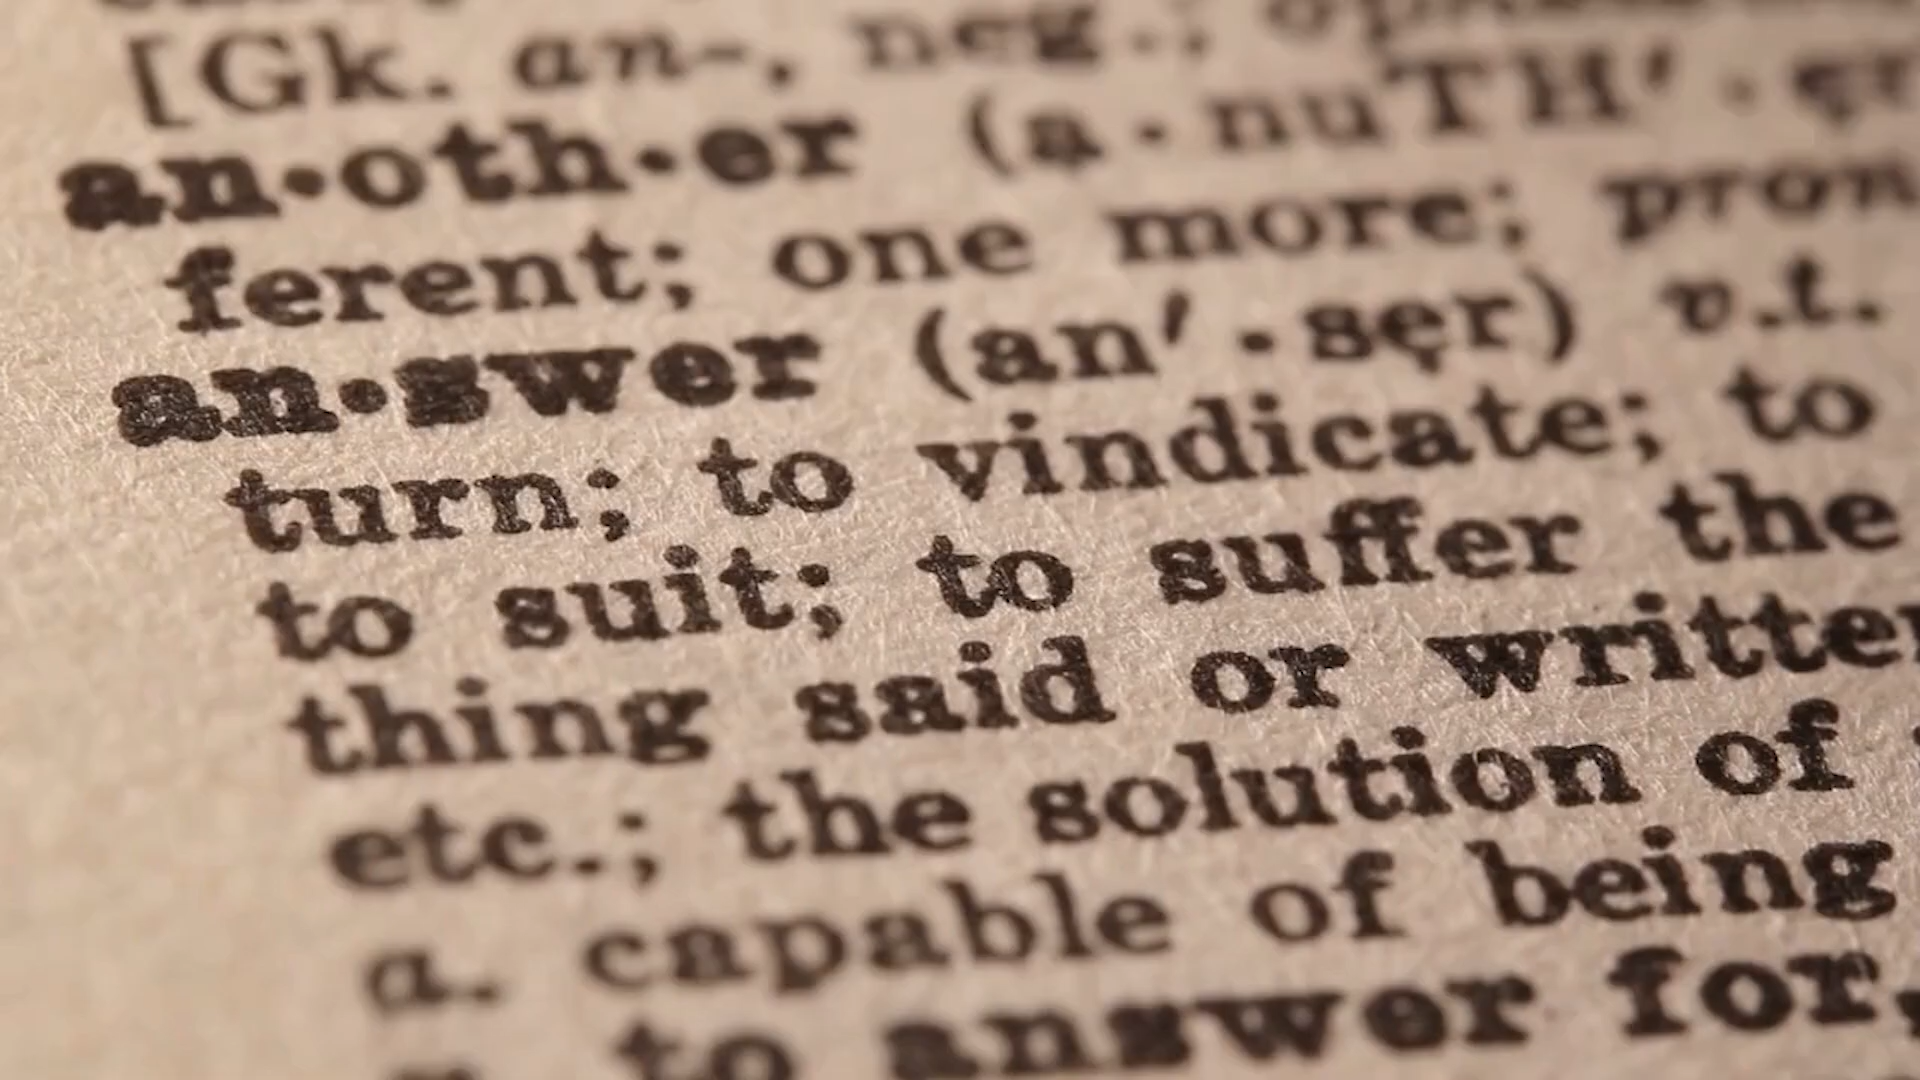 [Gk. an-, neg.;
an·oth·er (a·nuTH′·
ferent; one more; pron
an·swer (an′·sẹr) v.t.
turn; to vindicate; to
to suit; to suffer the
thing said or written
etc.; the solution of
a. capable of being
to answer for,